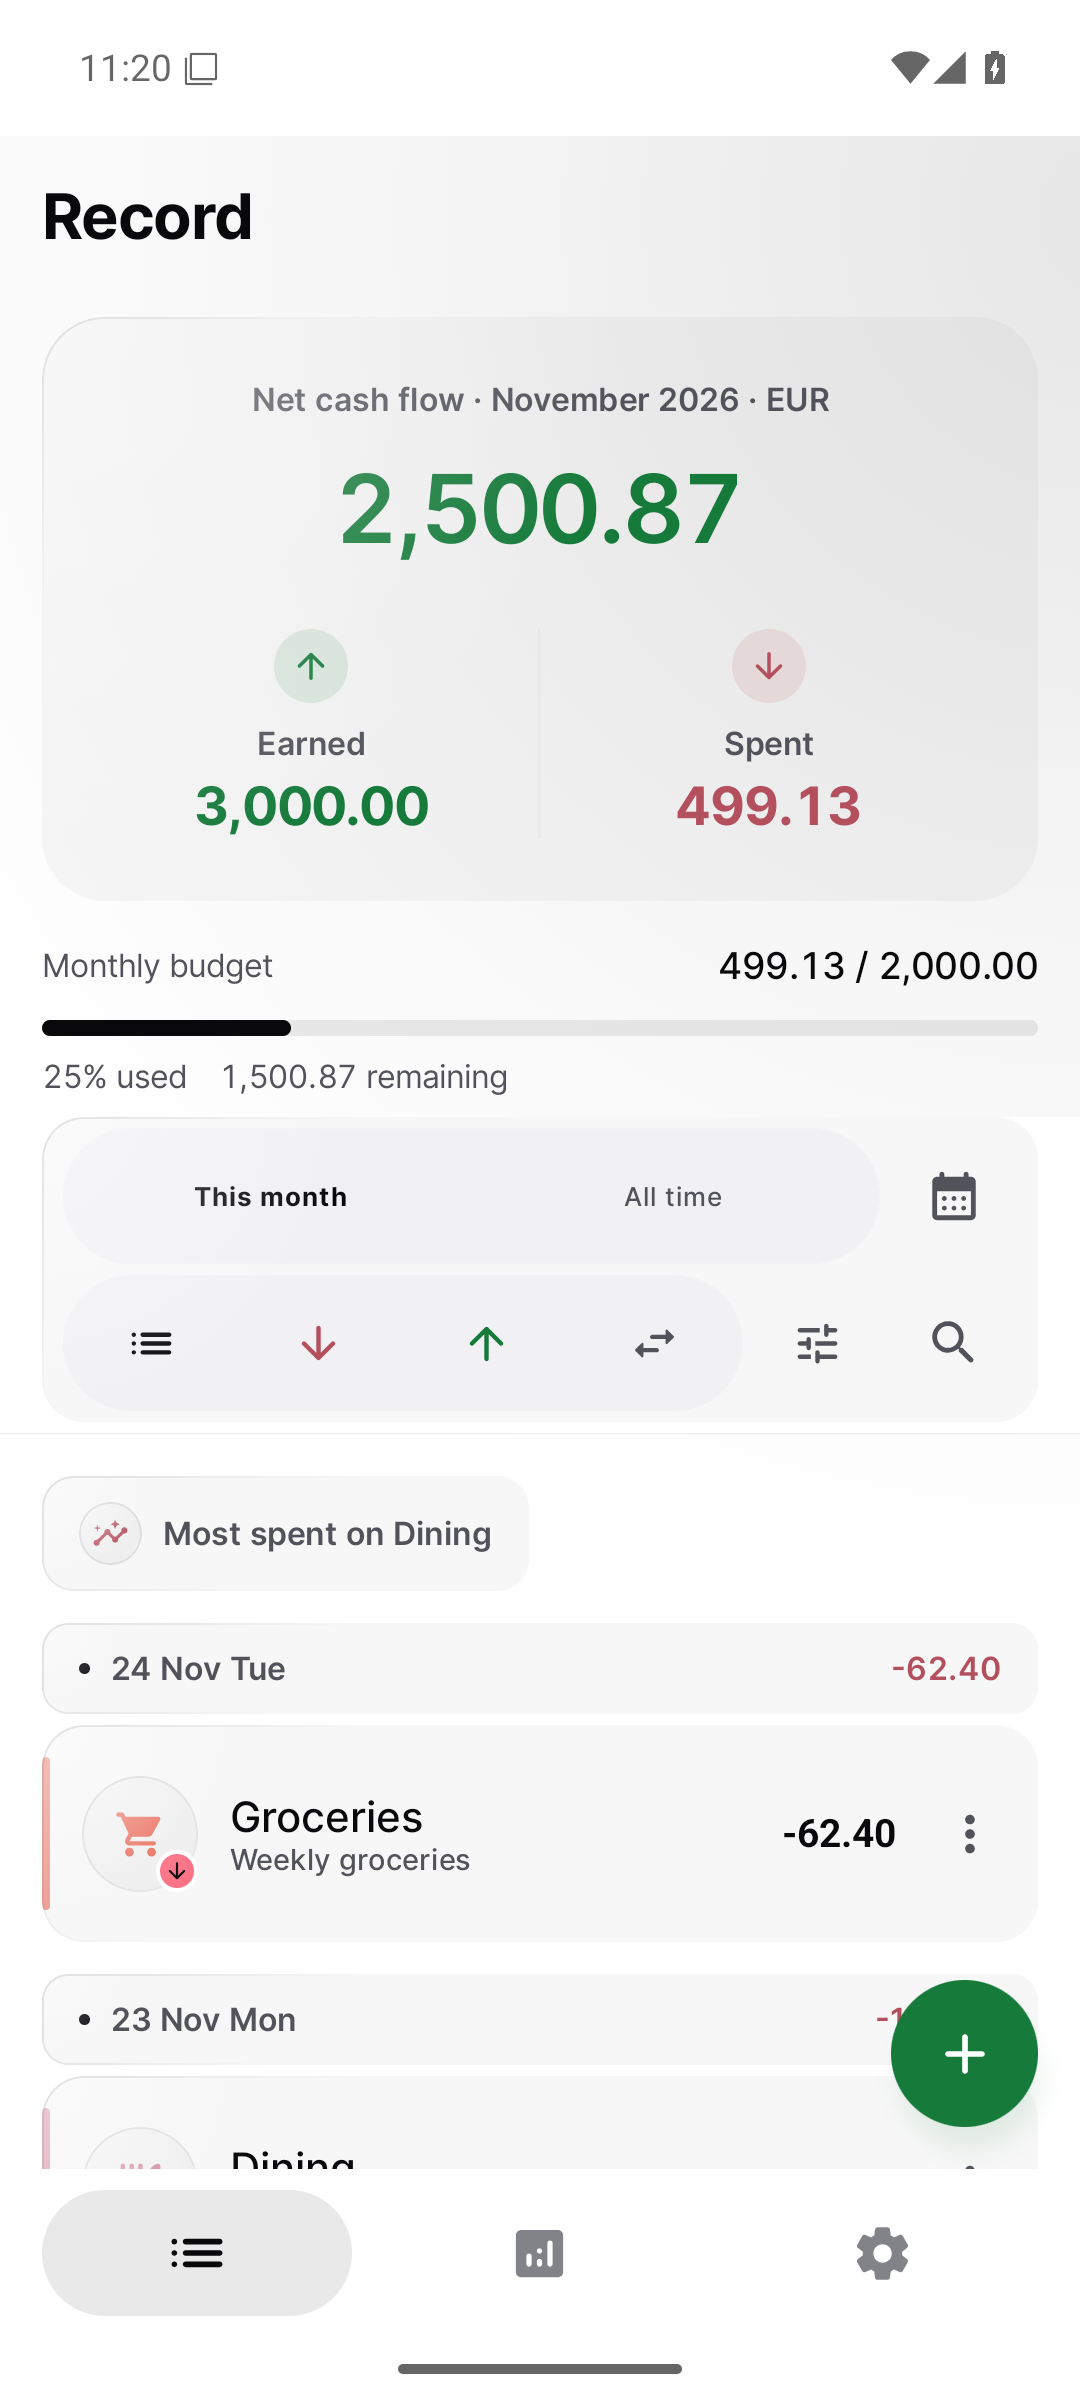 11:20
Record
Net cash flow · November 2026 · EUR
2,500.87
Earned
3,000.00
Spent
499.13
Monthly budget
499.13 / 2,000.00
25% used 1,500.87 remaining
This month
All time
Most spent on Dining
24 Nov Tue
-62.40
Groceries
Weekly groceries
-62.40
23 Nov Mon
Dining